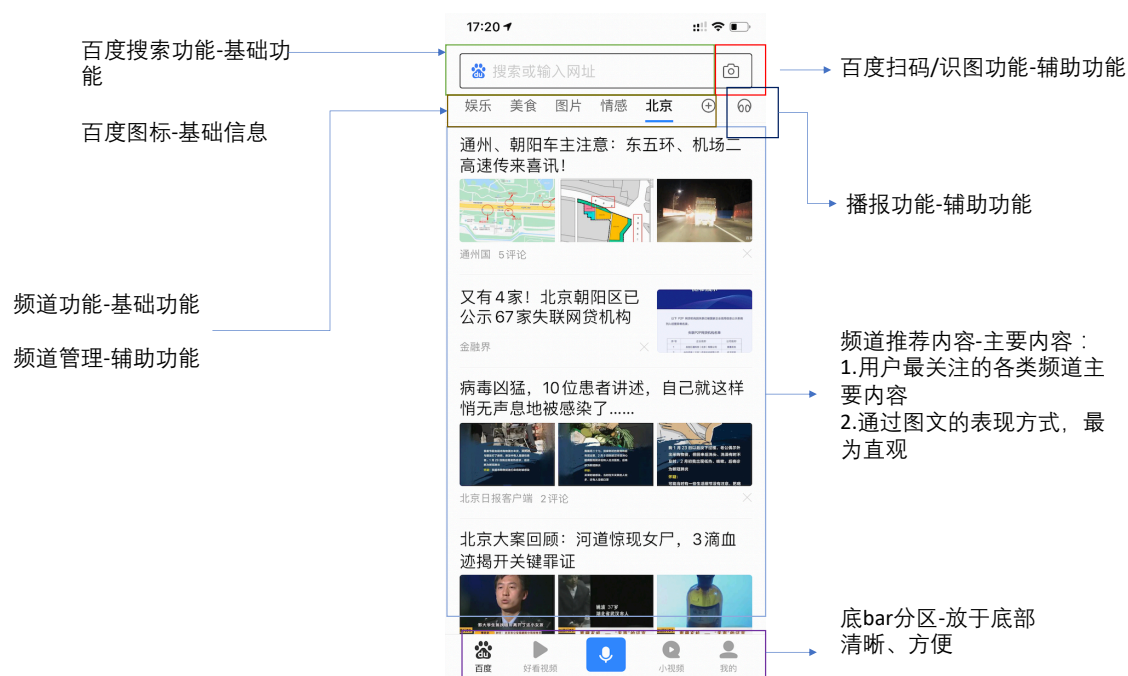 百度搜索功能-基础功
能
百度图标-基础信息
频道功能-基础功能
频道管理-辅助功能
17:20
du 搜索或输入网址
娱乐 美食 图片 情感 北京
通州、朝阳车主注意：东五环、机场二
高速传来喜讯！
通州国 5评论
又有4家！北京朝阳区已
公示67家失联网贷机构
金融界
病毒凶猛，10位患者讲述，自己就这样
悄无声息地被感染了……
北京日报客户端 2评论
北京大案回顾：河道惊现女尸，3滴血
迹揭开关键罪证
du
百度 好看视频 小视频 我的
百度扫码/识图功能-辅助功能
播报功能-辅助功能
频道推荐内容-主要内容：
1.用户最关注的各类频道主
要内容
2.通过图文的表现方式，最
为直观
底bar分区-放于底部
清晰、方便